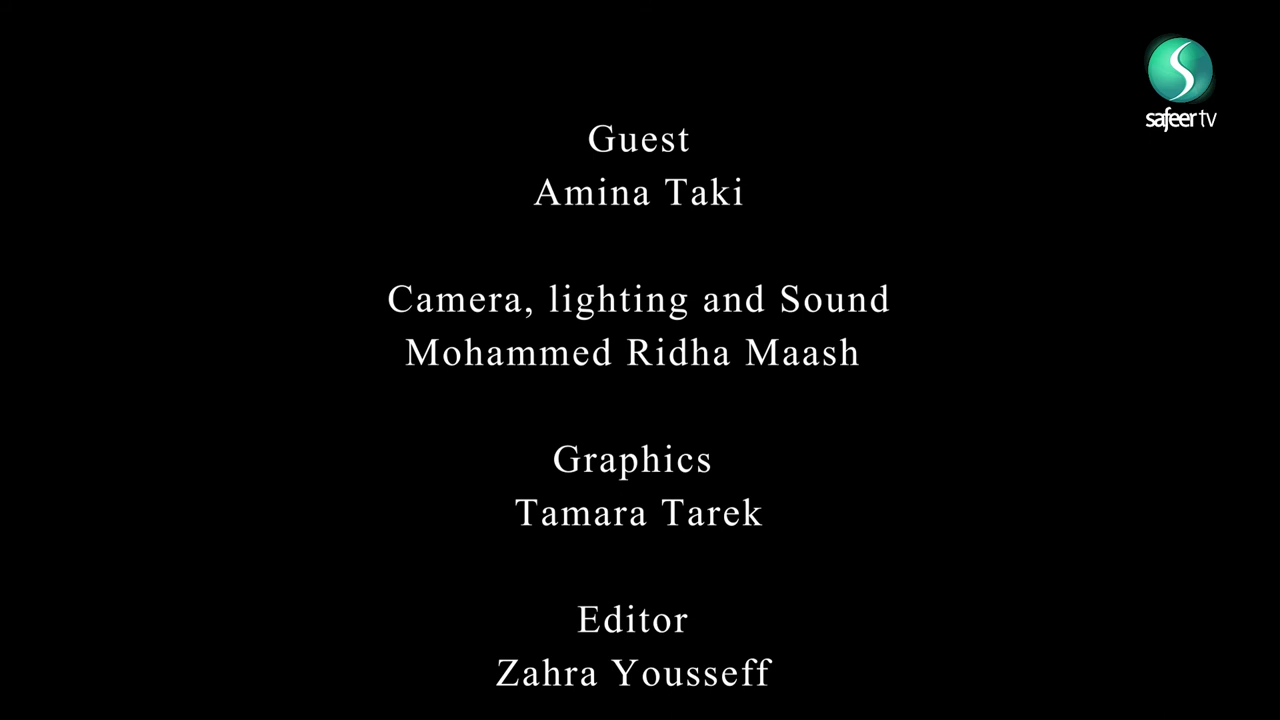 safeer tv
Guest
Amina Taki
Camera, lighting and Sound
Mohammed Ridha Maash
Graphics
Tamara Tarek
Editor
Zahra Yousseff